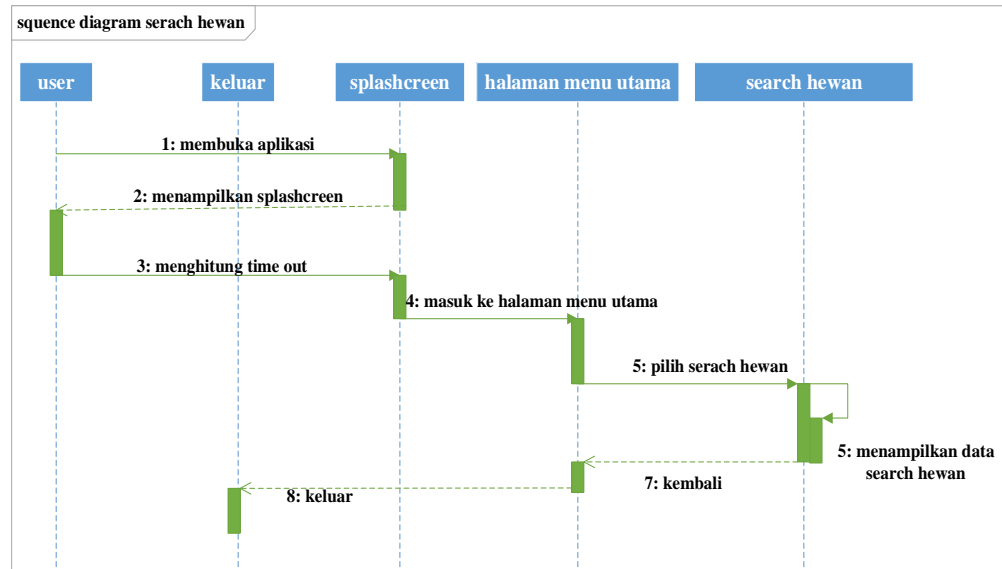 squence diagram serach hewan
user
keluar
splashcreen
halaman menu utama
search hewan
1: membuka aplikasi
2: menampilkan splashcreen
3: menghitung time out
4: masuk ke halaman menu utama
5: pilih serach hewan
5: menampilkan data
search hewan
7: kembali
8: keluar